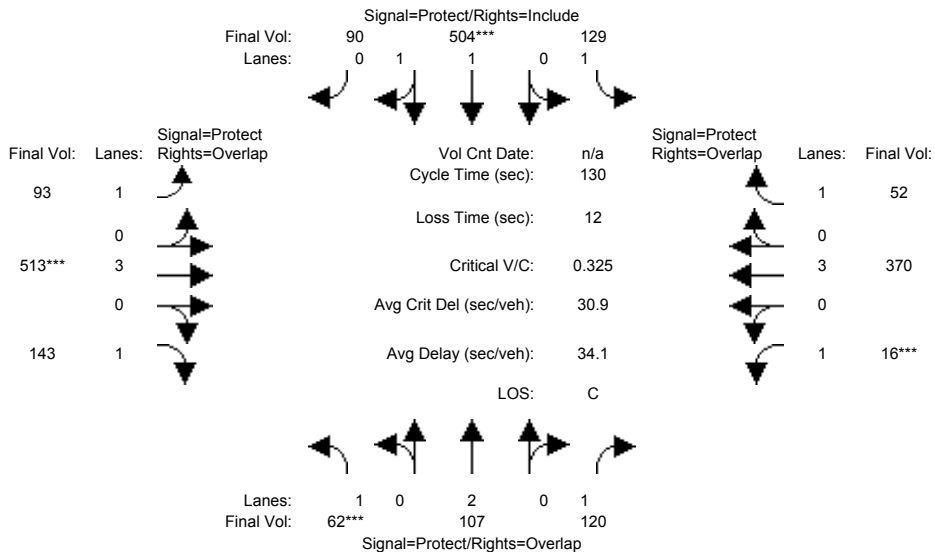 Signal=Protect/Rights=Include
Final Vol: 90 504*** 129
Lanes: 0 1 1 0 1
Signal=Protect
Final Vol: Lanes: Rights=Overlap
Vol Cnt Date: n/a
Signal=Protect
Rights=Overlap Lanes: Final Vol:
Cycle Time (sec): 130
93 1
1 52
Loss Time (sec): 12
0
0
513*** 3
Critical V/C: 0.325
3 370
0
Avg Crit Del (sec/veh): 30.9
0
143 1
Avg Delay (sec/veh): 34.1
1 16***
LOS: C
Lanes: 1 0 2 0 1
Final Vol: 62*** 107 120
Signal=Protect/Rights=Overlap